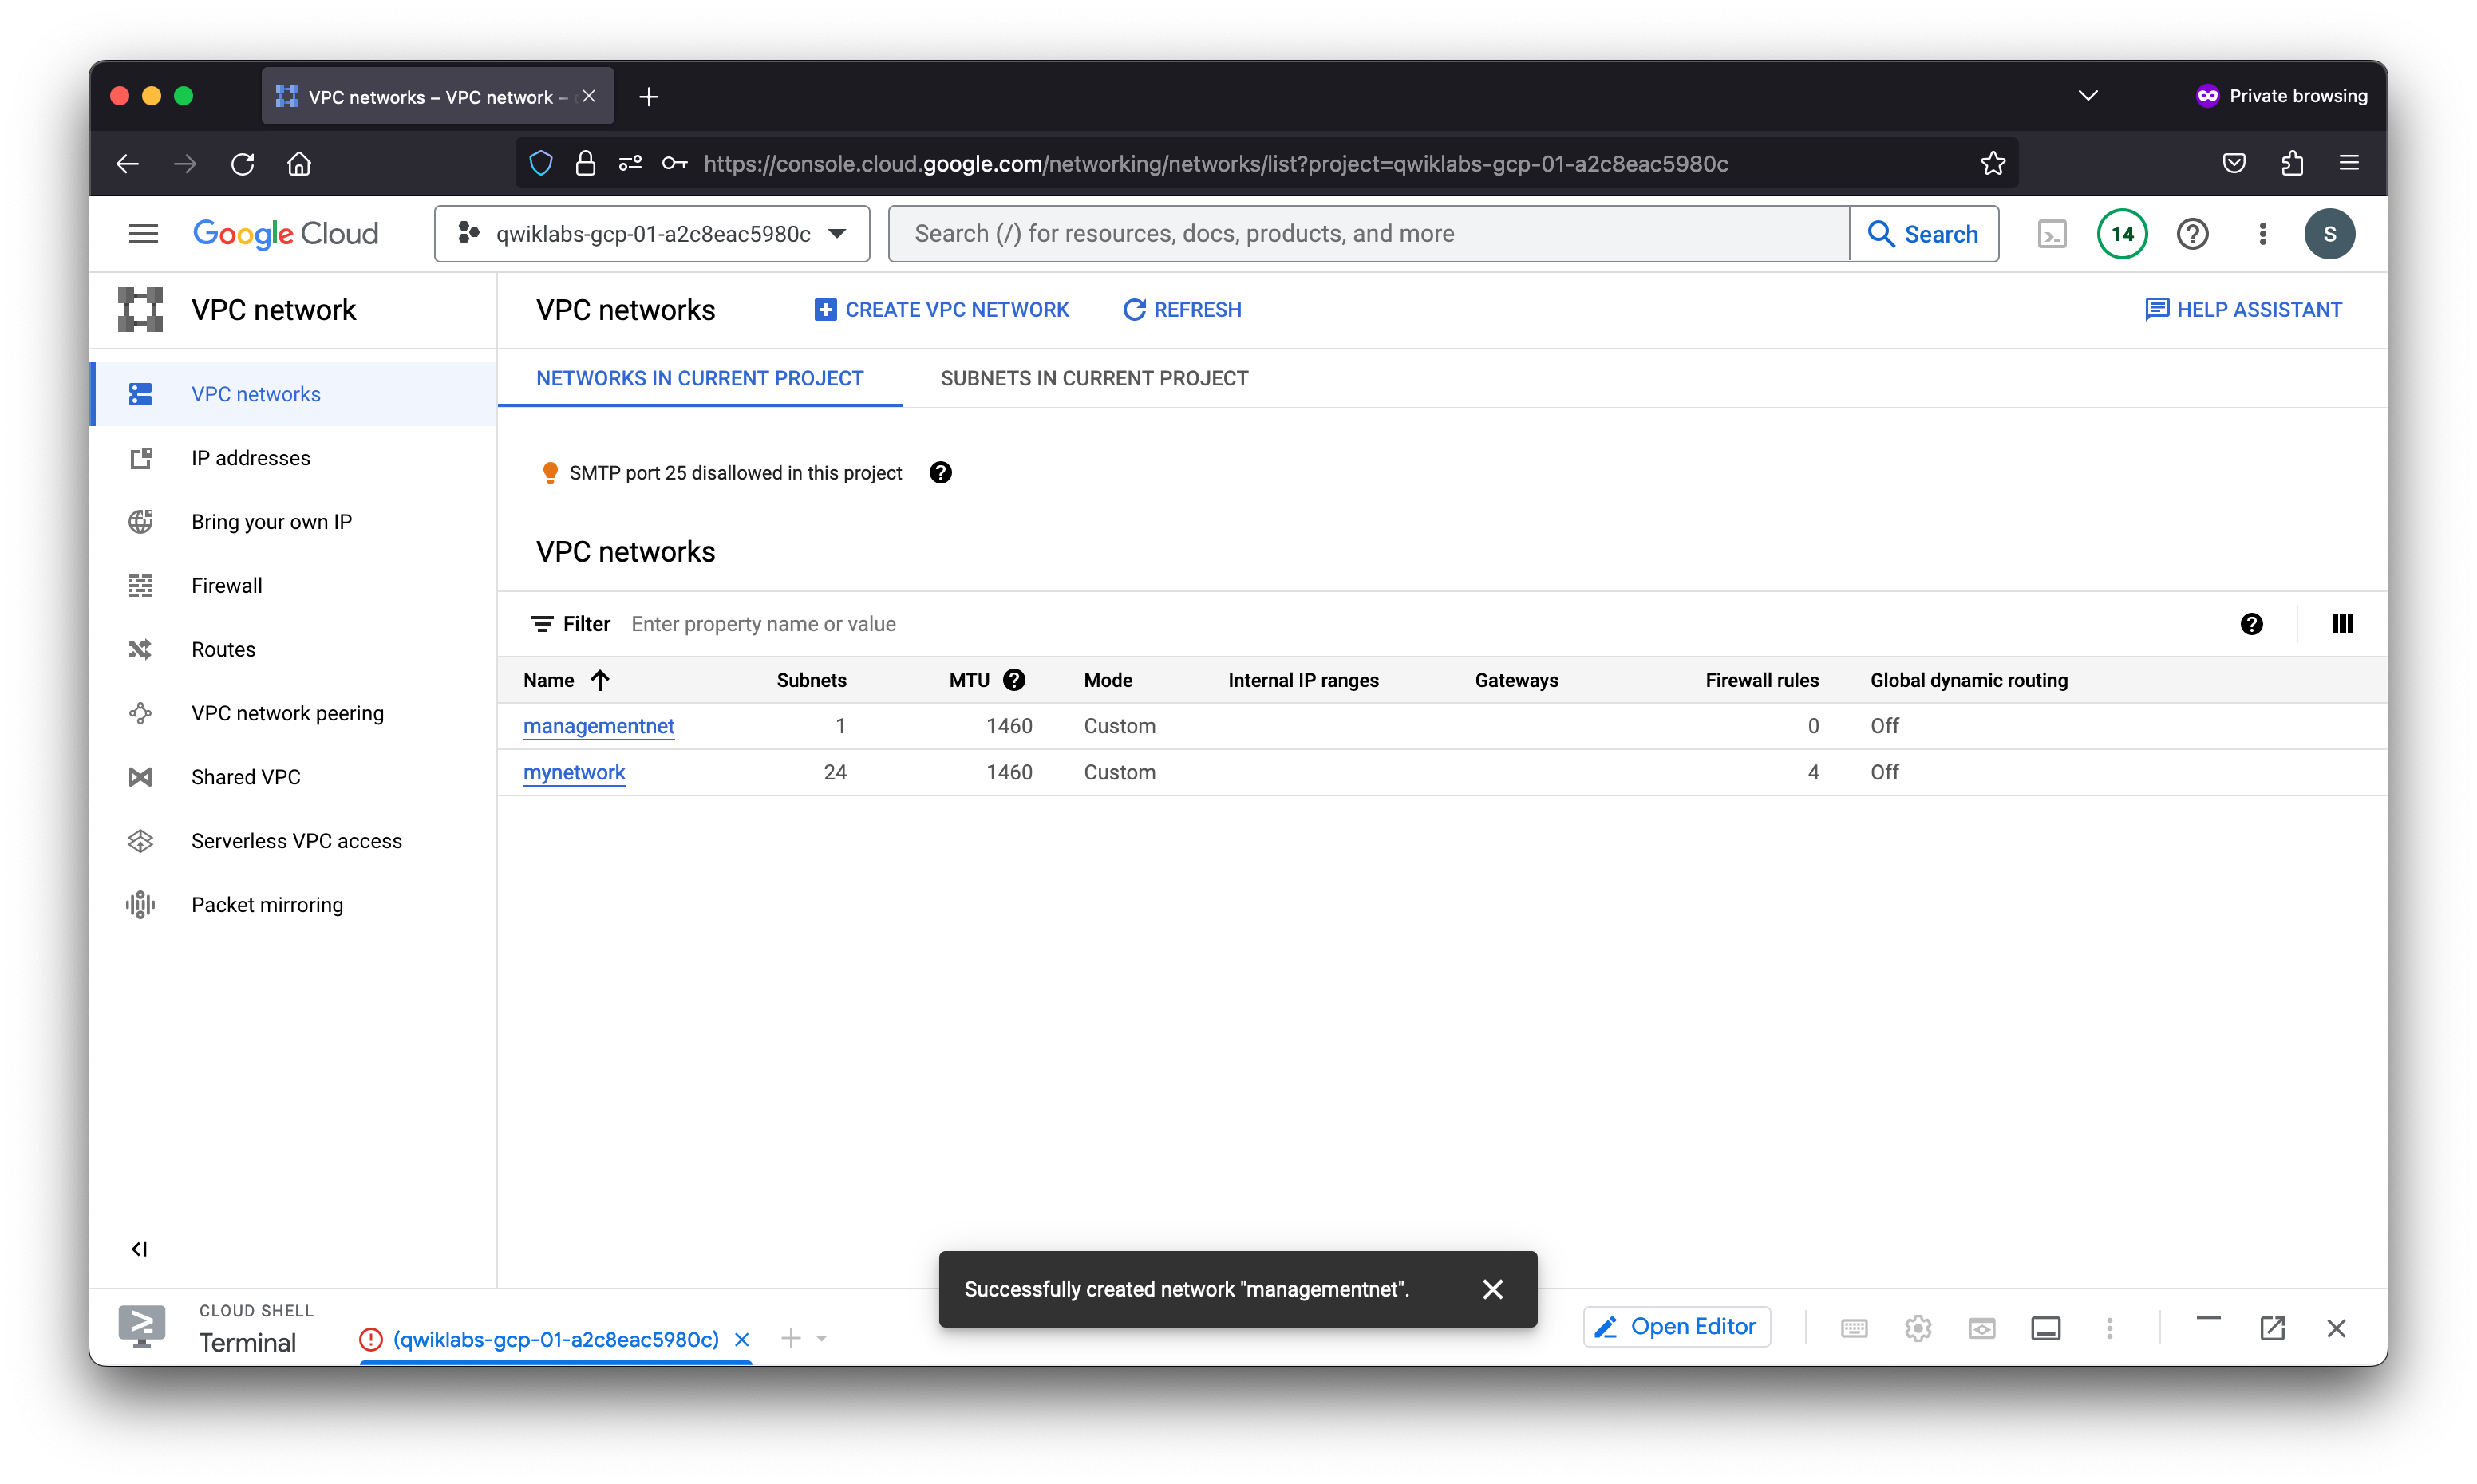 VPC networks – VPC network –
Private browsing
https://console.cloud.google.com/networking/networks/list?project=qwiklabs-gcp-01-a2c8eac5980c
Google Cloud
qwiklabs-gcp-01-a2c8eac5980c
Search (/) for resources, docs, products, and more
Search
14
S
VPC network
VPC networks
CREATE VPC NETWORK
REFRESH
HELP ASSISTANT
VPC networks
IP addresses
Bring your own IP
Firewall
Routes
VPC network peering
Shared VPC
Serverless VPC access
Packet mirroring
NETWORKS IN CURRENT PROJECT
SUBNETS IN CURRENT PROJECT
SMTP port 25 disallowed in this project
VPC networks
Filter Enter property name or value
Name Subnets MTU Mode Internal IP ranges Gateways Firewall rules Global dynamic routing
managementnet 1 1460 Custom 0 Off
mynetwork 24 1460 Custom 4 Off
Successfully created network "managementnet".
CLOUD SHELL
Terminal
(qwiklabs-gcp-01-a2c8eac5980c)
Open Editor